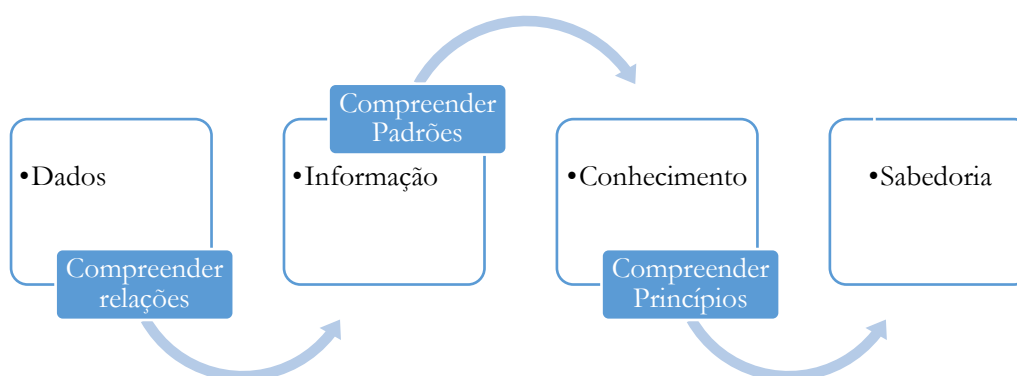 •Dados
Compreender
relações
•Informação
Compreender
Padrões
•Conhecimento
Compreender
Princípios
•Sabedoria